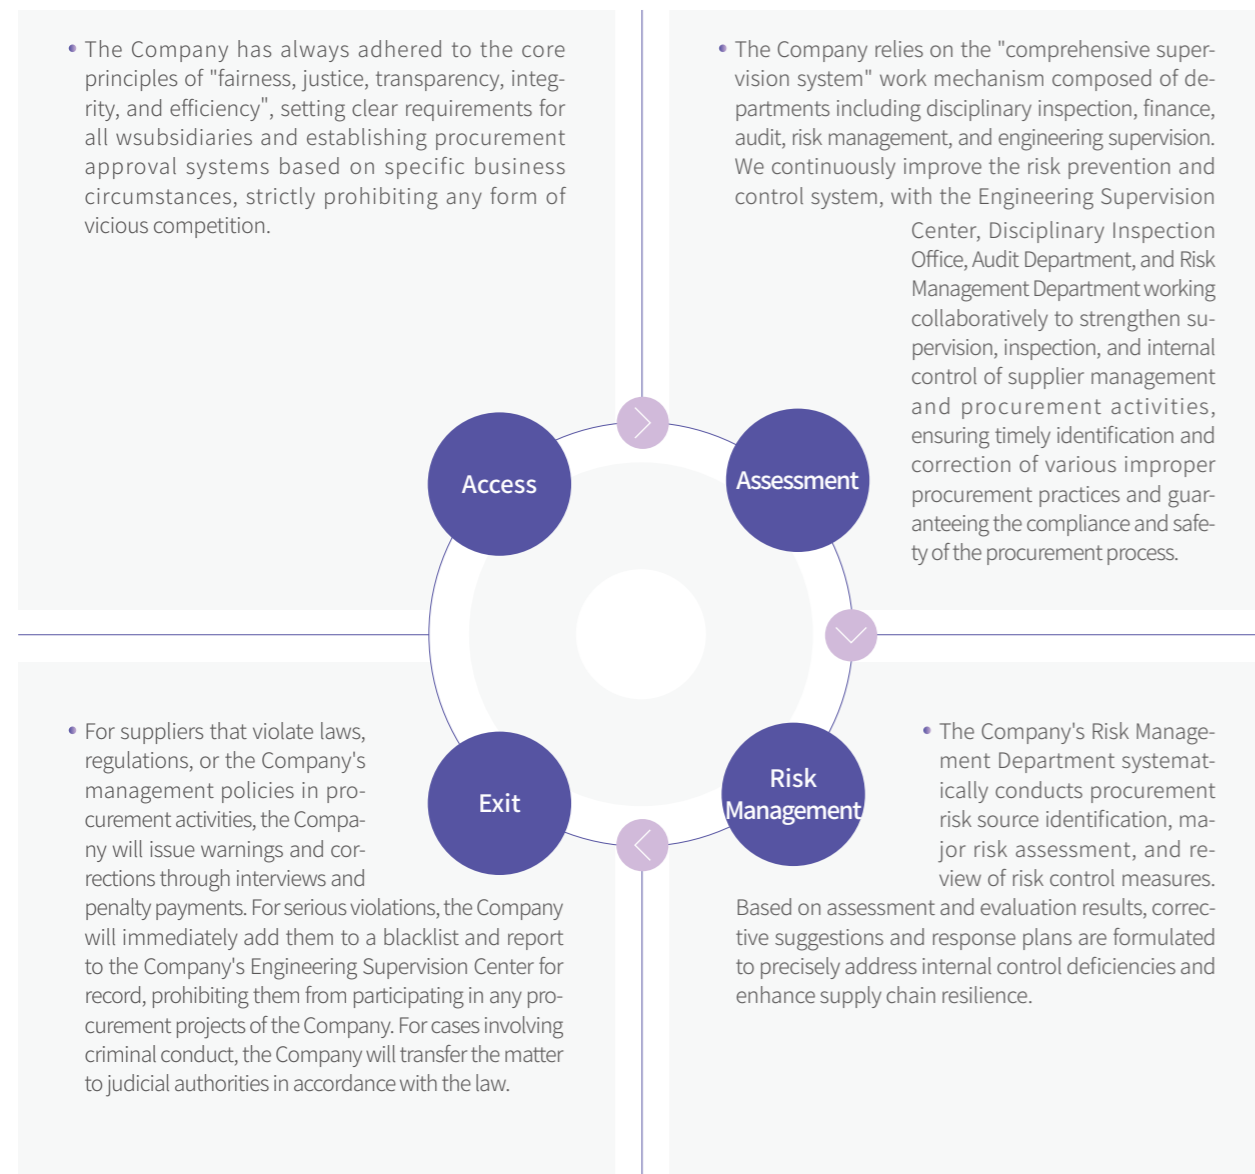 • The Company has always adhered to the core
principles of "fairness, justice, transparency, integ-
rity, and efficiency", setting clear requirements for
all wsubsidiaries and establishing procurement
approval systems based on specific business
circumstances, strictly prohibiting any form of
vicious competition.
• The Company relies on the "comprehensive super-
vision system" work mechanism composed of de-
partments including disciplinary inspection, finance,
audit, risk management, and engineering supervision.
We continuously improve the risk prevention and
control system, with the Engineering Supervision
Center, Disciplinary Inspection
Office, Audit Department, and Risk
Management Department working
collaboratively to strengthen su-
pervision, inspection, and internal
control of supplier management
and procurement activities,
ensuring timely identification and
correction of various improper
procurement practices and guar-
anteeing the compliance and safe-
ty of the procurement process.
Access
Assessment
• For suppliers that violate laws,
regulations, or the Company's
management policies in pro-
curement activities, the Compa-
ny will issue warnings and cor-
rections through interviews and
penalty payments. For serious violations, the Company
will immediately add them to a blacklist and report
to the Company's Engineering Supervision Center for
record, prohibiting them from participating in any pro-
curement projects of the Company. For cases involving
criminal conduct, the Company will transfer the matter
to judicial authorities in accordance with the law.
Exit
Risk
Management
• The Company's Risk Manage-
ment Department systemat-
ically conducts procurement
risk source identification, ma-
jor risk assessment, and re-
view of risk control measures.
Based on assessment and evaluation results, correc-
tive suggestions and response plans are formulated
to precisely address internal control deficiencies and
enhance supply chain resilience.